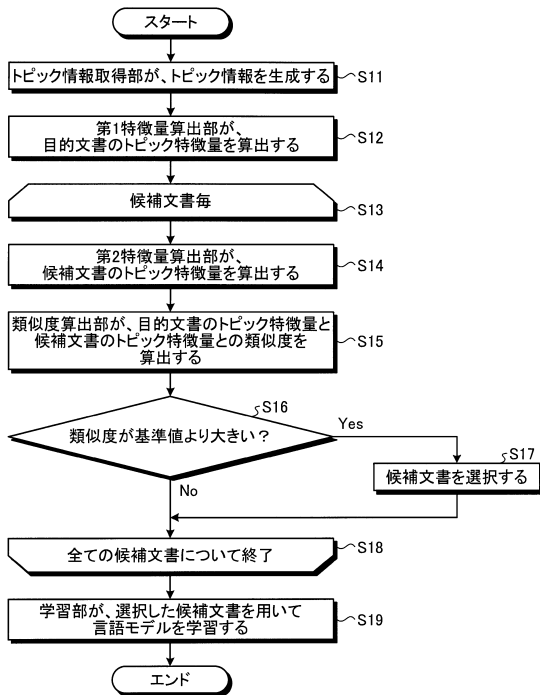 スタート
トピック情報取得部が、トピック情報を生成する
S11
第1特徴量算出部が、
目的文書のトピック特徴量を算出する
S12
候補文書毎
S13
第2特徴量算出部が、
候補文書のトピック特徴量を算出する
S14
類似度算出部が、目的文書のトピック特徴量と
候補文書のトピック特徴量との類似度を
算出する
S15
S16
類似度が基準値より大きい？
Yes
S17
候補文書を選択する
No
全ての候補文書について終了
S18
学習部が、選択した候補文書を用いて
言語モデルを学習する
S19
エンド